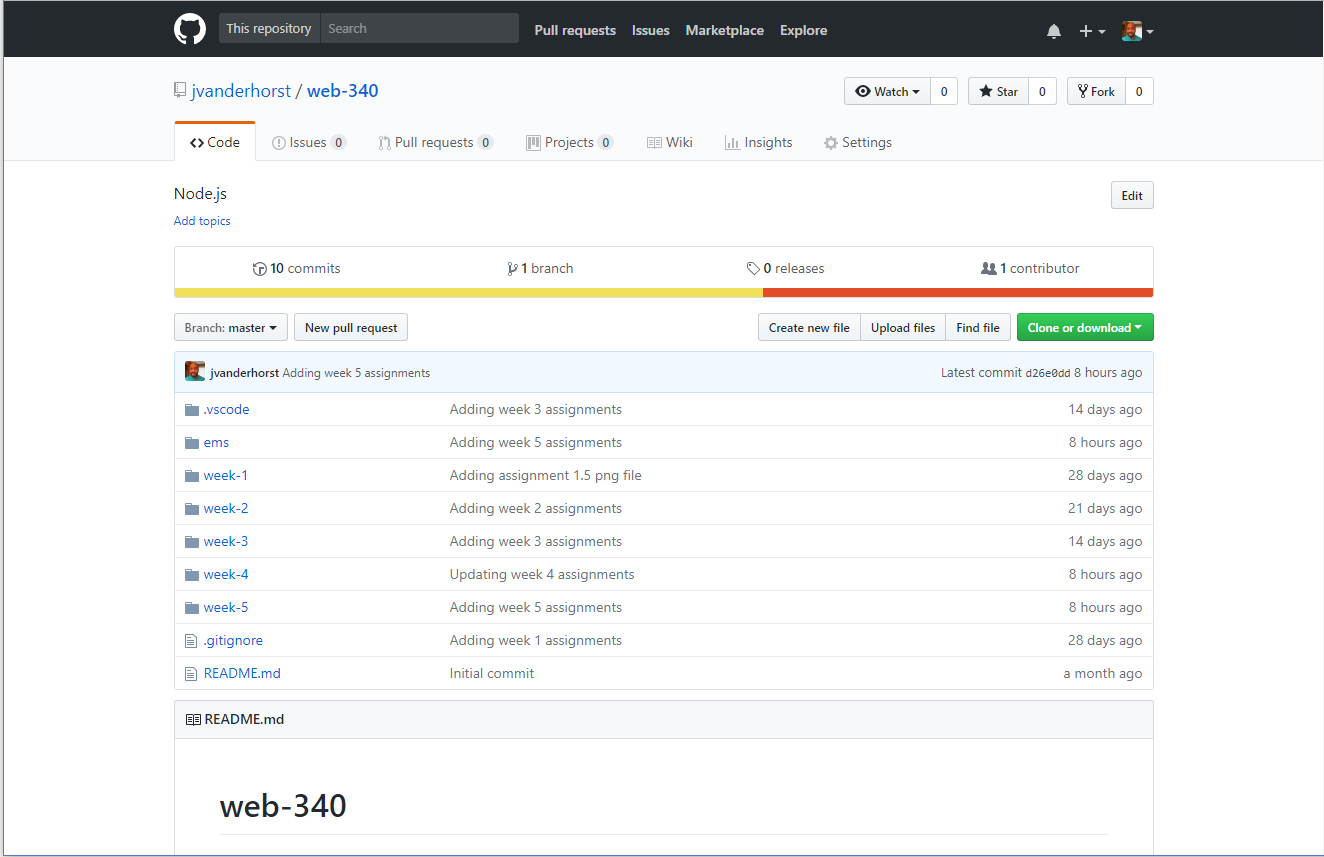 This repository Search Pull requests Issues Marketplace Explore
jvanderhorst / web-340 Watch 0 Star 0 Fork 0
Code Issues 0 Pull requests 0 Projects 0 Wiki Insights Settings
Node.js Edit
Add topics
10 commits 1 branch 0 releases 1 contributor
Branch: master New pull request Create new file Upload files Find file Clone or download
jvanderhorst Adding week 5 assignments Latest commit d26e0dd 8 hours ago
.vscode Adding week 3 assignments 14 days ago
ems Adding week 5 assignments 8 hours ago
week-1 Adding assignment 1.5 png file 28 days ago
week-2 Adding week 2 assignments 21 days ago
week-3 Adding week 3 assignments 14 days ago
week-4 Updating week 4 assignments 8 hours ago
week-5 Adding week 5 assignments 8 hours ago
.gitignore Adding week 1 assignments 28 days ago
README.md Initial commit a month ago
README.md
web-340